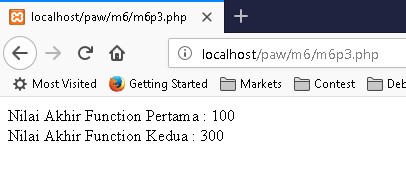 localhost/paw/m6/m6p3.php
localhost/paw/m6/m6p3.php
Most Visited Getting Started Markets Contest Deb
Nilai Akhir Function Pertama : 100
Nilai Akhir Function Kedua : 300